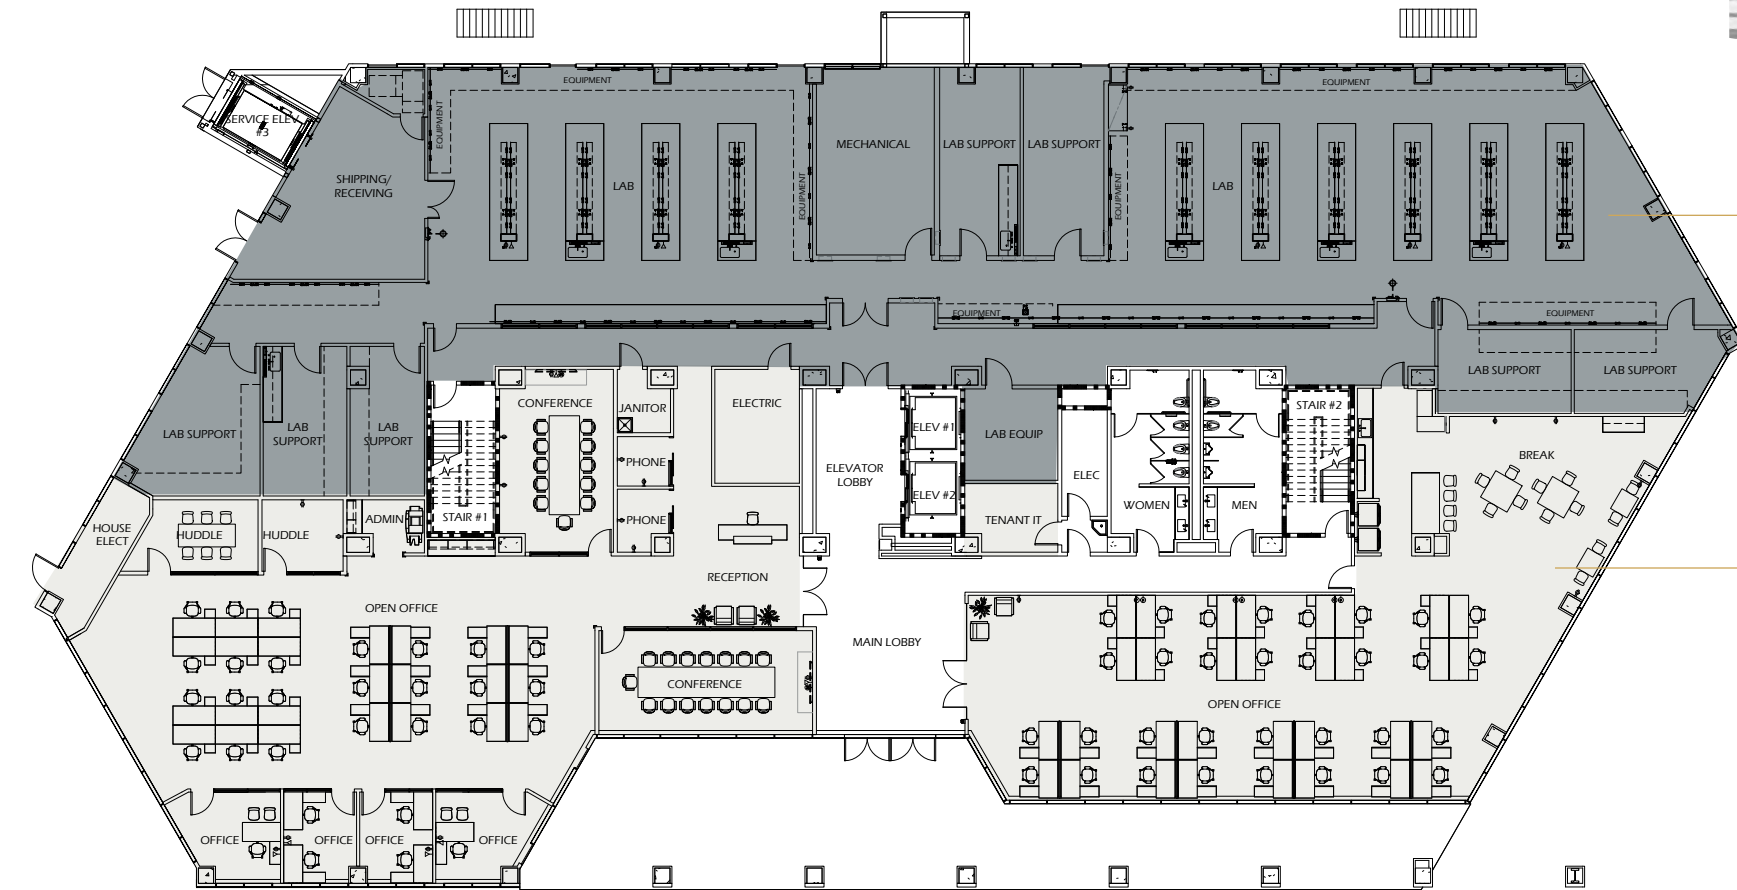 EQUIPMENT
EQUIPMENT
SERVICE ELEV
#3
EQUIPMENT
MECHANICAL
LAB SUPPORT
LAB SUPPORT
SHIPPING/
RECEIVING
LAB
LAB
EQUIPMENT
EQUIPMENT
EQUIPMENT
EQUIPMENT
LAB SUPPORT
LAB SUPPORT
CONFERENCE
JANITOR
ELECTRIC
STAIR #2
LAB SUPPORT
LAB
SUPPORT
LAB
SUPPORT
ELEV #1
LAB EQUIP
BREAK
PHONE
ELEVATOR
LOBBY
ELEC
ELEV #2
WOMEN
MEN
HOUSE
ELECT
HUDDLE
HUDDLE
ADMIN
STAIR #1
PHONE
TENANT IT
RECEPTION
OPEN OFFICE
MAIN LOBBY
CONFERENCE
OPEN OFFICE
OFFICE
OFFICE
OFFICE
OFFICE